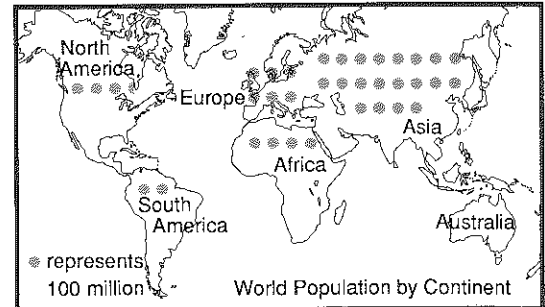 North
America
Europe
Asia
Africa
South
America
Australia
represents
100 million
World Population by Continent